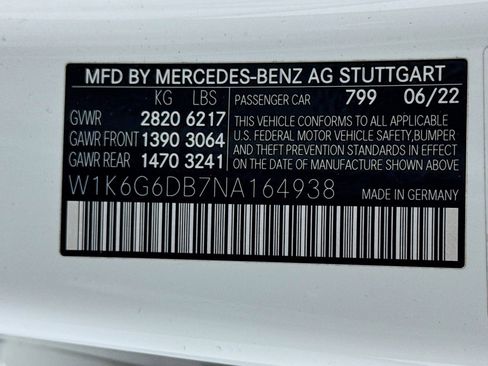 MFD BY MERCEDES-BENZ AG STUTTGART
KG LBS PASSENGER CAR 799 06/22
GVWR 2820 6217
GAWR FRONT 1390 3064
GAWR REAR 1470 3241
THIS VEHICLE CONFORMS TO ALL APPLICABLE
U.S. FEDERAL MOTOR VEHICLE SAFETY, BUMPER
AND THEFT PREVENTION STANDARDS IN EFFECT
ON THE DATE OF MANUFACTURE SHOWN ABOVE.
W1K6G6DB7NA164938 MADE IN GERMANY